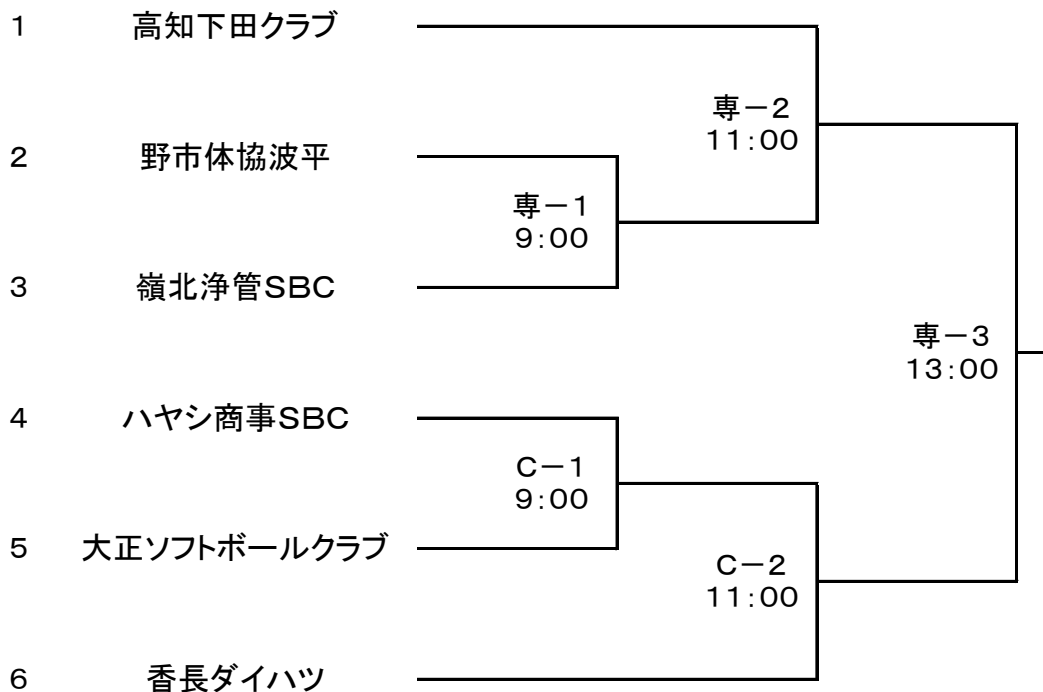 1 高知下田クラブ
専－2
11:00
2 野市体協波平
専－1
9:00
3 嶺北浄管SBC
専－3
13:00
4 ハヤシ商事SBC
C－1
9:00
5 大正ソフトボールクラブ
C－2
11:00
6 香長ダイハツ